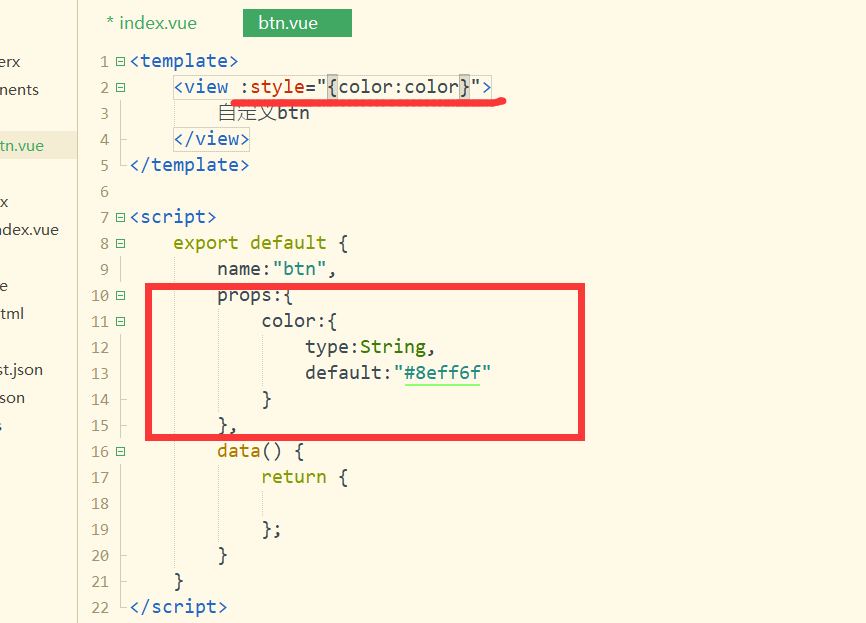 * index.vue
btn.vue
erx
nents
tn.vue
x
ndex.vue
e
tml
st.json
son
s
1 <template>
2 <view :style="{color:color}">
3 自定义btn
4 </view>
5 </template>
6
7 <script>
8 export default {
9 name:"btn",
10 props:{
11 color:{
12 type:String,
13 default:"#8eff6f"
14 }
15 },
16 data() {
17 return {
18
19 };
20 }
21 }
22 </script>